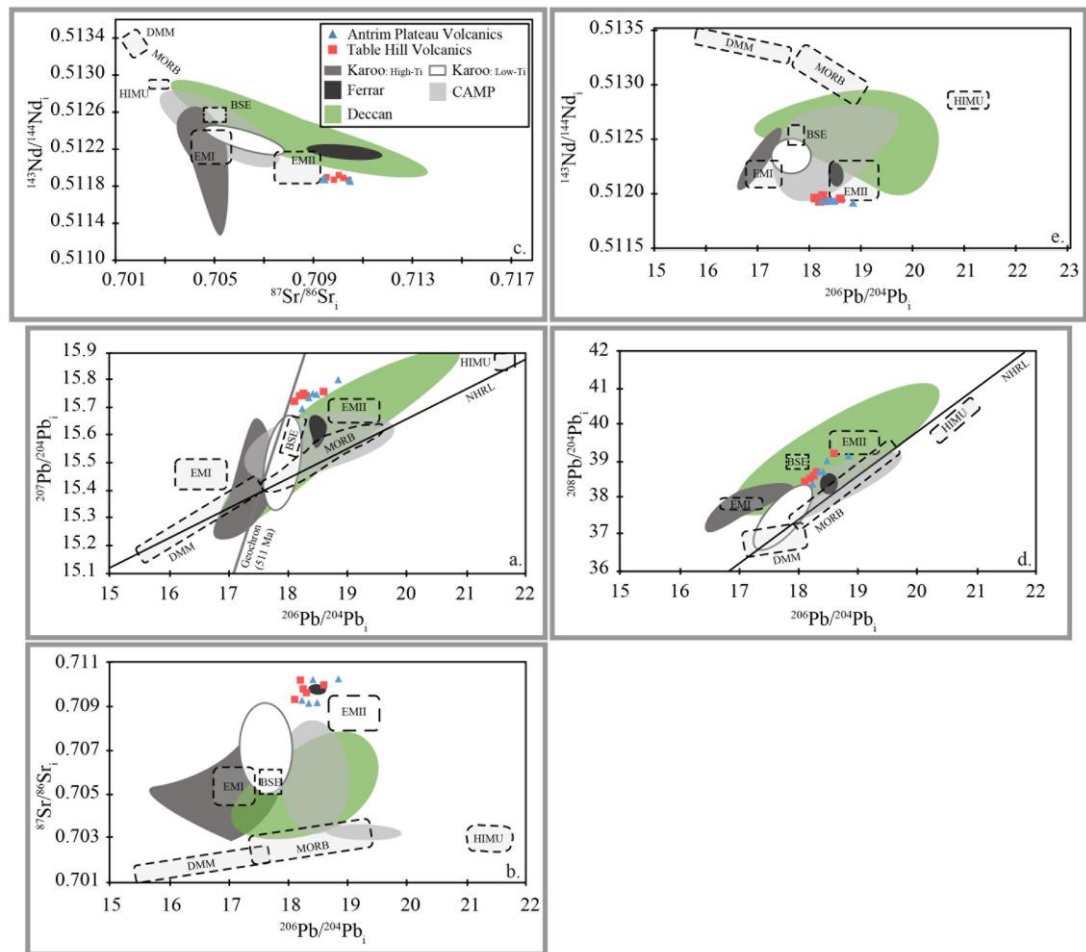 0.5134
0.5130
0.5126
0.5122
0.5118
0.5114
0.5110
¹⁴³Nd/¹⁴⁴Ndᵢ
DMM
MORB
HIMU
BSE
EMI
EMII
Antrim Plateau Volcanics
Table Hill Volcanics
Karoo: High-Ti
Karoo: Low-Ti
Ferrar
CAMP
Deccan
c.
0.701 0.705 0.709 0.713 0.717
⁸⁷Sr/⁸⁶Srᵢ
0.5135
0.5130
0.5125
0.5120
0.5115
¹⁴³Nd/¹⁴⁴Ndᵢ
DMM
MORB
HIMU
BSE
EMI
EMII
e.
15 16 17 18 19 20 21 22 23
²⁰⁶Pb/²⁰⁴Pbᵢ
15.9
15.8
15.7
15.6
15.5
15.4
15.3
15.2
15.1
²⁰⁷Pb/²⁰⁴Pbᵢ
HIMU
NHRL
EMII
BSE
MORB
EMI
DMM
Geochron
(511 Ma)
a.
15 16 17 18 19 20 21 22
²⁰⁶Pb/²⁰⁴Pbᵢ
42
41
40
39
38
37
36
²⁰⁸Pb/²⁰⁴Pbᵢ
NHRL
HIMU
EMII
BSE
EMI
MORB
DMM
d.
15 16 17 18 19 20 21 22
²⁰⁶Pb/²⁰⁴Pbᵢ
0.711
0.709
0.707
0.705
0.703
0.701
⁸⁷Sr/⁸⁶Srᵢ
EMII
EMI
BSE
HIMU
MORB
DMM
b.
15 16 17 18 19 20 21 22
²⁰⁶Pb/²⁰⁴Pbᵢ